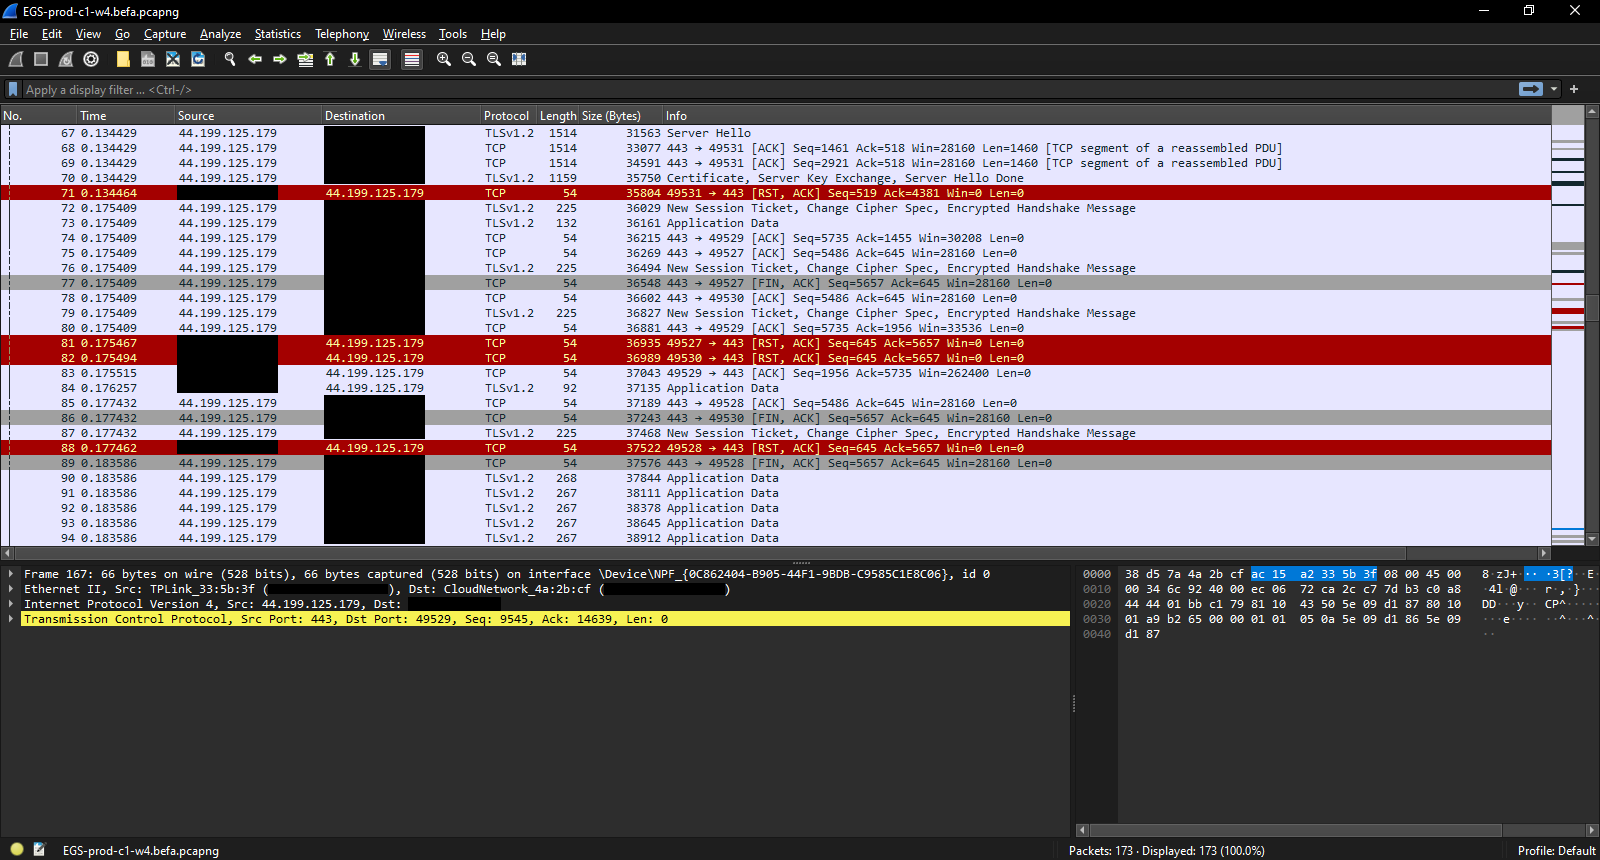 EGS-prod-c1-w4.befa.pcapng
File Edit View Go Capture Analyze Statistics Telephony Wireless Tools Help
Apply a display filter ... <Ctrl-/>
No. Time Source Destination Protocol Length Size (Bytes) Info
67 0.134429 44.199.125.179 TLSv1.2 1514 31563 Server Hello
68 0.134429 44.199.125.179 TCP 1514 33077 443 → 49531 [ACK] Seq=1461 Ack=518 Win=28160 Len=1460 [TCP segment of a reassembled PDU]
69 0.134429 44.199.125.179 TCP 1514 34591 443 → 49531 [ACK] Seq=2921 Ack=518 Win=28160 Len=1460 [TCP segment of a reassembled PDU]
70 0.134429 44.199.125.179 TLSv1.2 1159 35750 Certificate, Server Key Exchange, Server Hello Done
71 0.134464 44.199.125.179 TCP 54 35804 49531 → 443 [RST, ACK] Seq=519 Ack=4381 Win=0 Len=0
72 0.175409 44.199.125.179 TLSv1.2 225 36029 New Session Ticket, Change Cipher Spec, Encrypted Handshake Message
73 0.175409 44.199.125.179 TLSv1.2 132 36161 Application Data
74 0.175409 44.199.125.179 TCP 54 36215 443 → 49529 [ACK] Seq=5735 Ack=1455 Win=30208 Len=0
75 0.175409 44.199.125.179 TCP 54 36269 443 → 49527 [ACK] Seq=5486 Ack=645 Win=28160 Len=0
76 0.175409 44.199.125.179 TLSv1.2 225 36494 New Session Ticket, Change Cipher Spec, Encrypted Handshake Message
77 0.175409 44.199.125.179 TCP 54 36548 443 → 49527 [FIN, ACK] Seq=5657 Ack=645 Win=28160 Len=0
78 0.175409 44.199.125.179 TCP 54 36602 443 → 49530 [ACK] Seq=5486 Ack=645 Win=28160 Len=0
79 0.175409 44.199.125.179 TLSv1.2 225 36827 New Session Ticket, Change Cipher Spec, Encrypted Handshake Message
80 0.175409 44.199.125.179 TCP 54 36881 443 → 49529 [ACK] Seq=5735 Ack=1956 Win=33536 Len=0
81 0.175467 44.199.125.179 TCP 54 36935 49527 → 443 [RST, ACK] Seq=645 Ack=5657 Win=0 Len=0
82 0.175494 44.199.125.179 TCP 54 36989 49530 → 443 [RST, ACK] Seq=645 Ack=5657 Win=0 Len=0
83 0.175515 44.199.125.179 TCP 54 37043 49529 → 443 [ACK] Seq=1956 Ack=5735 Win=262400 Len=0
84 0.176257 44.199.125.179 TLSv1.2 92 37135 Application Data
85 0.177432 44.199.125.179 TCP 54 37189 443 → 49528 [ACK] Seq=5486 Ack=645 Win=28160 Len=0
86 0.177432 44.199.125.179 TCP 54 37243 443 → 49530 [FIN, ACK] Seq=5657 Ack=645 Win=28160 Len=0
87 0.177432 44.199.125.179 TLSv1.2 225 37468 New Session Ticket, Change Cipher Spec, Encrypted Handshake Message
88 0.177462 44.199.125.179 TCP 54 37522 49528 → 443 [RST, ACK] Seq=645 Ack=5657 Win=0 Len=0
89 0.183586 44.199.125.179 TCP 54 37576 443 → 49528 [FIN, ACK] Seq=5657 Ack=645 Win=28160 Len=0
90 0.183586 44.199.125.179 TLSv1.2 268 37844 Application Data
91 0.183586 44.199.125.179 TLSv1.2 267 38111 Application Data
92 0.183586 44.199.125.179 TLSv1.2 267 38378 Application Data
93 0.183586 44.199.125.179 TLSv1.2 267 38645 Application Data
94 0.183586 44.199.125.179 TLSv1.2 267 38912 Application Data
Frame 167: 66 bytes on wire (528 bits), 66 bytes captured (528 bits) on interface \Device\NPF_{0C862404-B905-44F1-9BDB-C9585C1E8C06}, id 0
Ethernet II, Src: TPLink_33:5b:3f ( ), Dst: CloudNetwork_4a:2b:cf ( )
Internet Protocol Version 4, Src: 44.199.125.179, Dst:
Transmission Control Protocol, Src Port: 443, Dst Port: 49529, Seq: 9545, Ack: 14639, Len: 0
0000 38 d5 7a 4a 2b cf ac 15 a2 33 5b 3f 08 00 45 00 8·zJ+··· ·3[?··E·
0010 00 34 6c 92 40 00 ec 06 72 ca 2c c7 7d b3 c0 a8 ·4l·@··· r·,·}···
0020 44 44 01 bb c1 79 81 10 43 50 5e 09 d1 87 80 10 DD···y·· CP^·····
0030 01 a9 b2 65 00 00 01 01 05 0a 5e 09 d1 86 5e 09 ···e···· ··^···^·
0040 d1 87 ··
EGS-prod-c1-w4.befa.pcapng
Packets: 173 · Displayed: 173 (100.0%)
Profile: Default